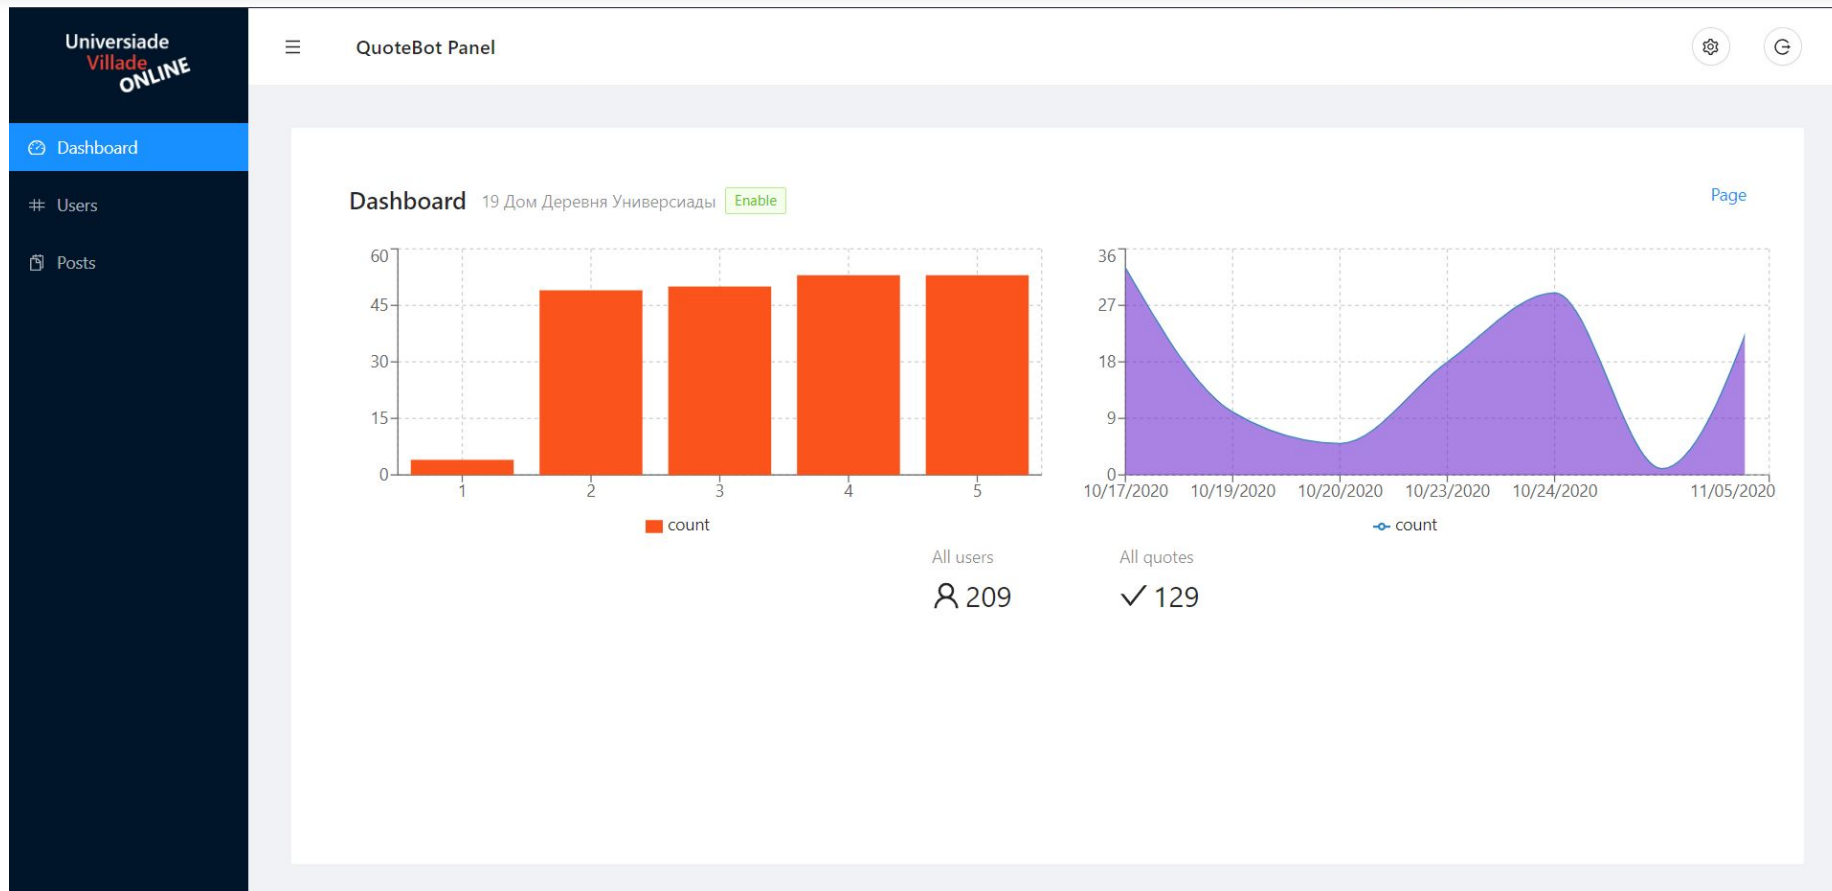 Universiade
Villade
ONLINE
QuoteBot Panel
Dashboard
Users
Posts
Dashboard 19 Дом Деревня Универсиады Enable
Page
60
45
30
15
0
1 2 3 4 5
count
36
27
18
9
0
10/17/2020 10/19/2020 10/20/2020 10/23/2020 10/24/2020 11/05/2020
count
All users
209
All quotes
129